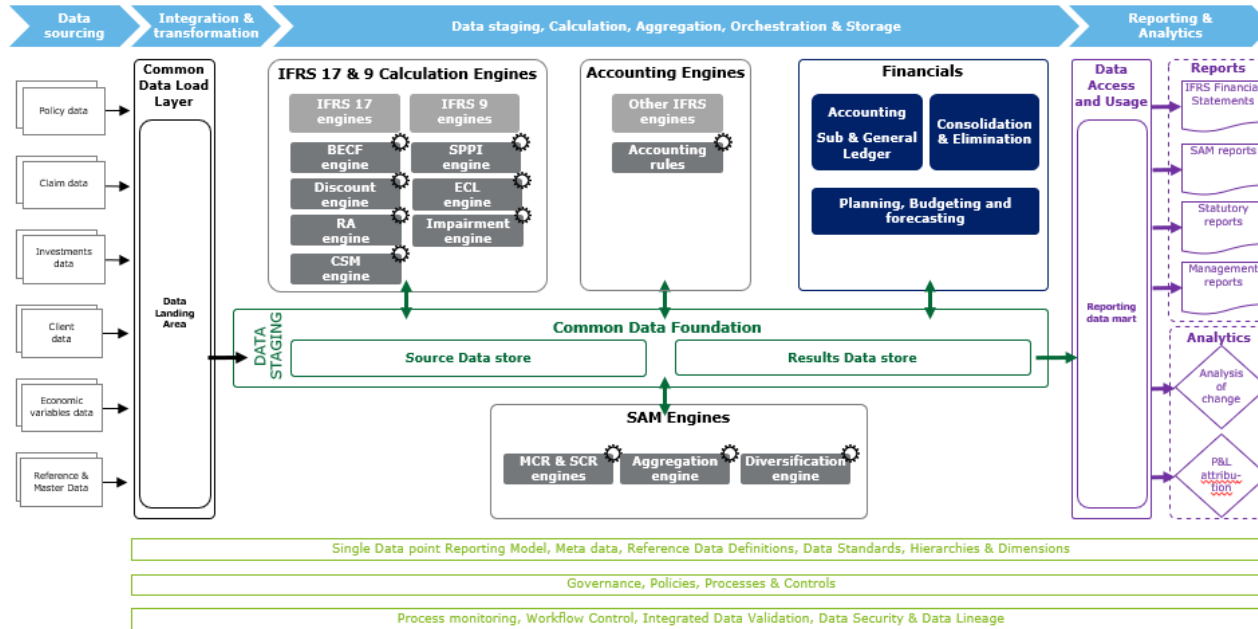 Data
sourcing
Integration &
transformation
Data staging, Calculation, Aggregation, Orchestration & Storage
Reporting &
Analytics
Policy data
Claim data
Investments
data
Client
data
Economic
variables data
Reference &
Master Data
Common
Data Load
Layer
Data
Landing
Area
IFRS 17 & 9 Calculation Engines
IFRS 17
engines
IFRS 9
engines
BECF
engine
SPPI
engine
Discount
engine
ECL
engine
RA
engine
Impairment
engine
CSM
engine
Accounting Engines
Other IFRS
engines
Accounting
rules
Financials
Accounting
Sub & General
Ledger
Consolidation
& Elimination
Planning, Budgeting and
forecasting
DATA
STAGING
Common Data Foundation
Source Data store
Results Data store
SAM Engines
MCR & SCR
engines
Aggregation
engine
Diversification
engine
Data
Access
and Usage
Reporting
data mart
Reports
IFRS Financial
Statements
SAM reports
Statutory
reports
Management
reports
Analytics
Analysis
of
change
P&L
attribu-
tion
Single Data point Reporting Model, Meta data, Reference Data Definitions, Data Standards, Hierarchies & Dimensions
Governance, Policies, Processes & Controls
Process monitoring, Workflow Control, Integrated Data Validation, Data Security & Data Lineage